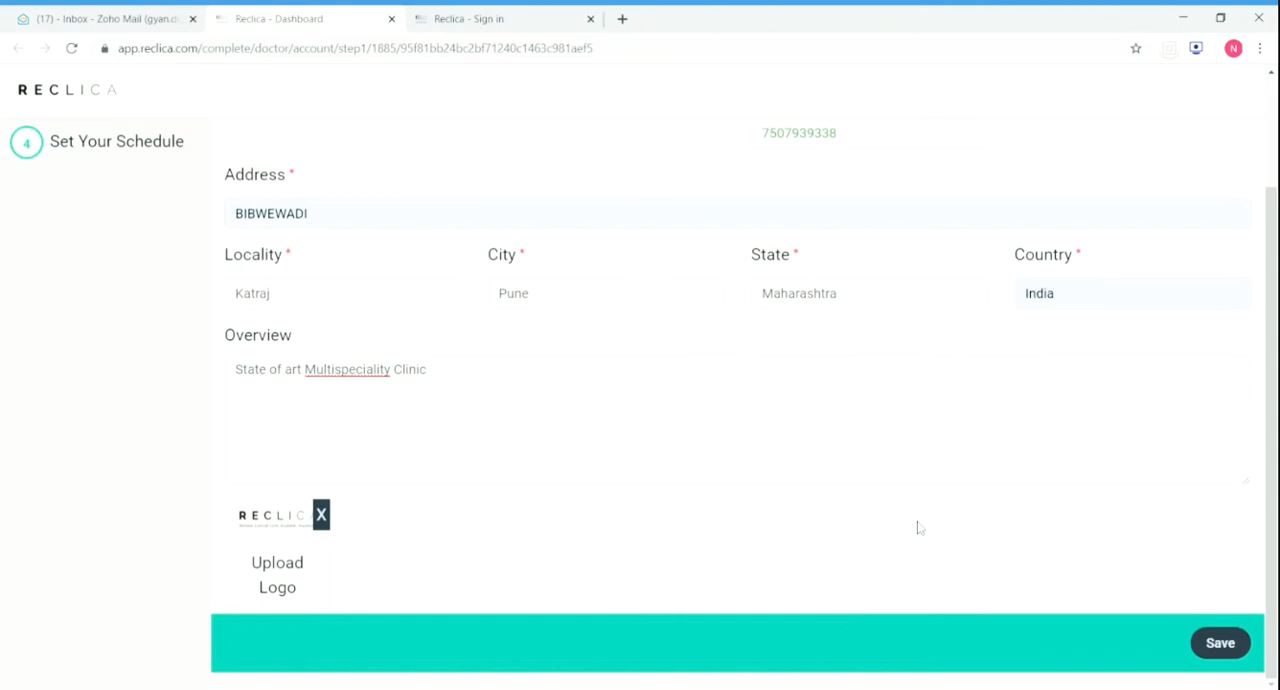 (17) - Inbox - Zoho Mail (gyan.d
Reclica - Dashboard
Reclica - Sign in
app.reclica.com/complete/doctor/account/step1/1885/95f81bb24bc2bf71240c1463c981aef5
N
RECLICA
4 Set Your Schedule
7507939338
Address *
BIBWEWADI
Locality * City * State * Country *
Katraj Pune Maharashtra India
Overview
State of art Multispeciality Clinic
RECLIC X
Upload
Logo
Save